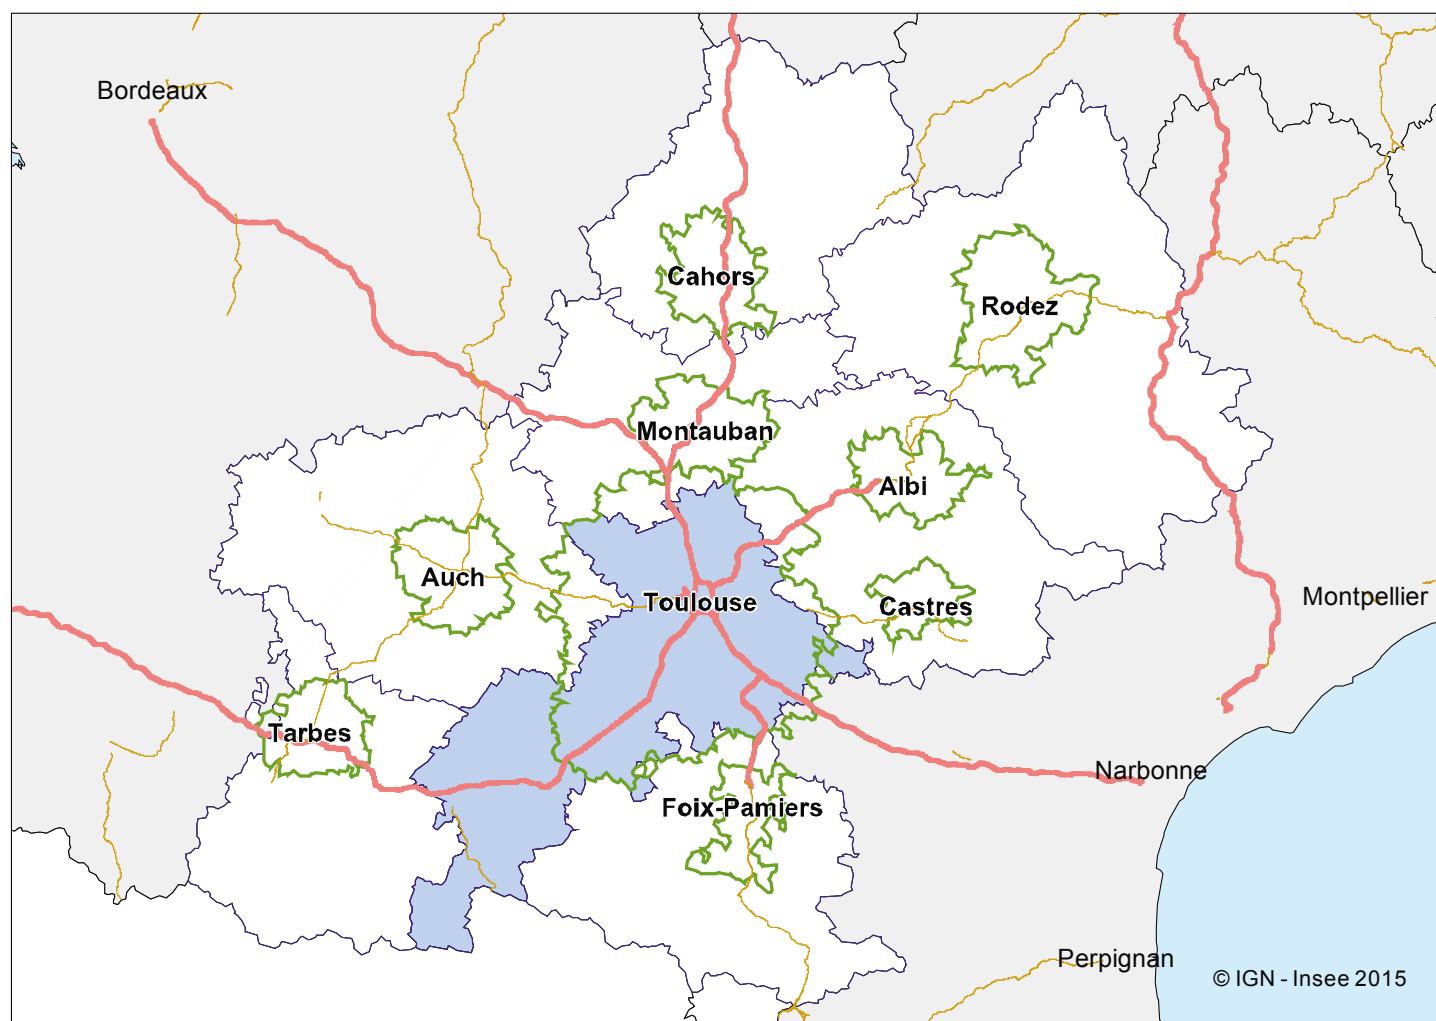 Bordeaux
Cahors
Rodez
Montauban
Albi
Auch
Toulouse
Castres
Montpellier
Tarbes
Narbonne
Foix-Pamiers
Perpignan
© IGN - Insee 2015